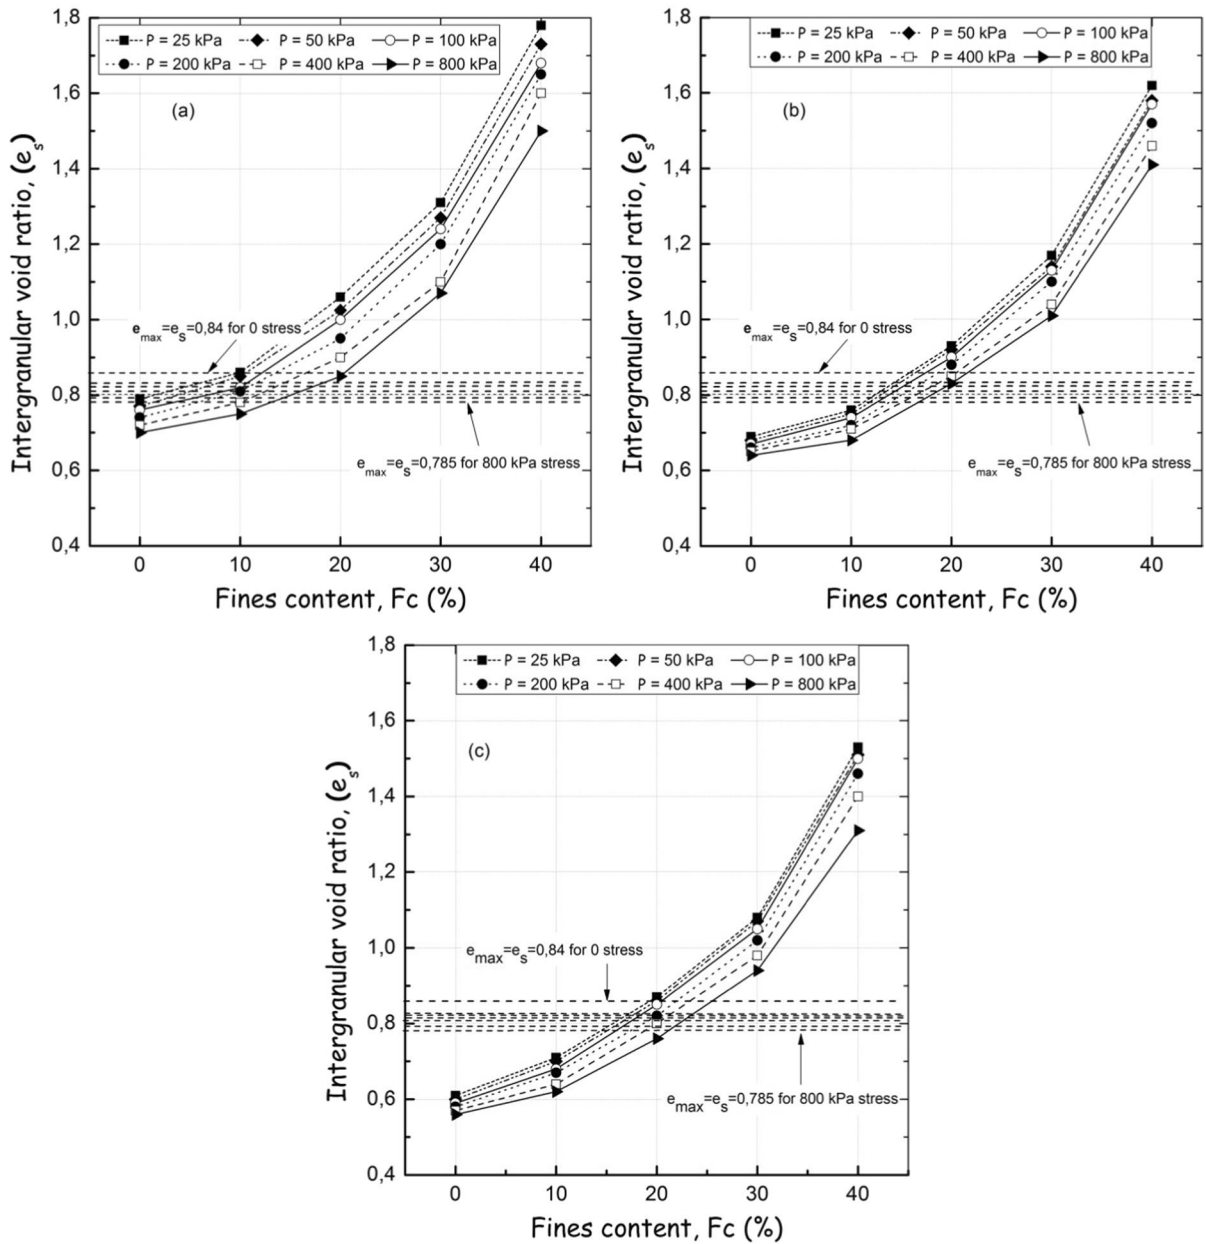 P = 25 kPa P = 50 kPa P = 100 kPa
P = 200 kPa P = 400 kPa P = 800 kPa
(a)
1,8
1,6
1,4
1,2
1,0
0,8
0,6
0,4
Intergranular void ratio, (es)
emax=es=0,84 for 0 stress
emax=es=0,785 for 800 kPa stress
0 10 20 30 40
Fines content, Fc (%)
P = 25 kPa P = 50 kPa P = 100 kPa
P = 200 kPa P = 400 kPa P = 800 kPa
(b)
1,8
1,6
1,4
1,2
1,0
0,8
0,6
0,4
Intergranular void ratio, (es)
emax=es=0,84 for 0 stress
emax=es=0,785 for 800 kPa stress
0 10 20 30 40
Fines content, Fc (%)
P = 25 kPa P = 50 kPa P = 100 kPa
P = 200 kPa P = 400 kPa P = 800 kPa
(c)
1,8
1,6
1,4
1,2
1,0
0,8
0,6
0,4
Intergranular void ratio, (es)
emax=es=0,84 for 0 stress
emax=es=0,785 for 800 kPa stress
0 10 20 30 40
Fines content, Fc (%)